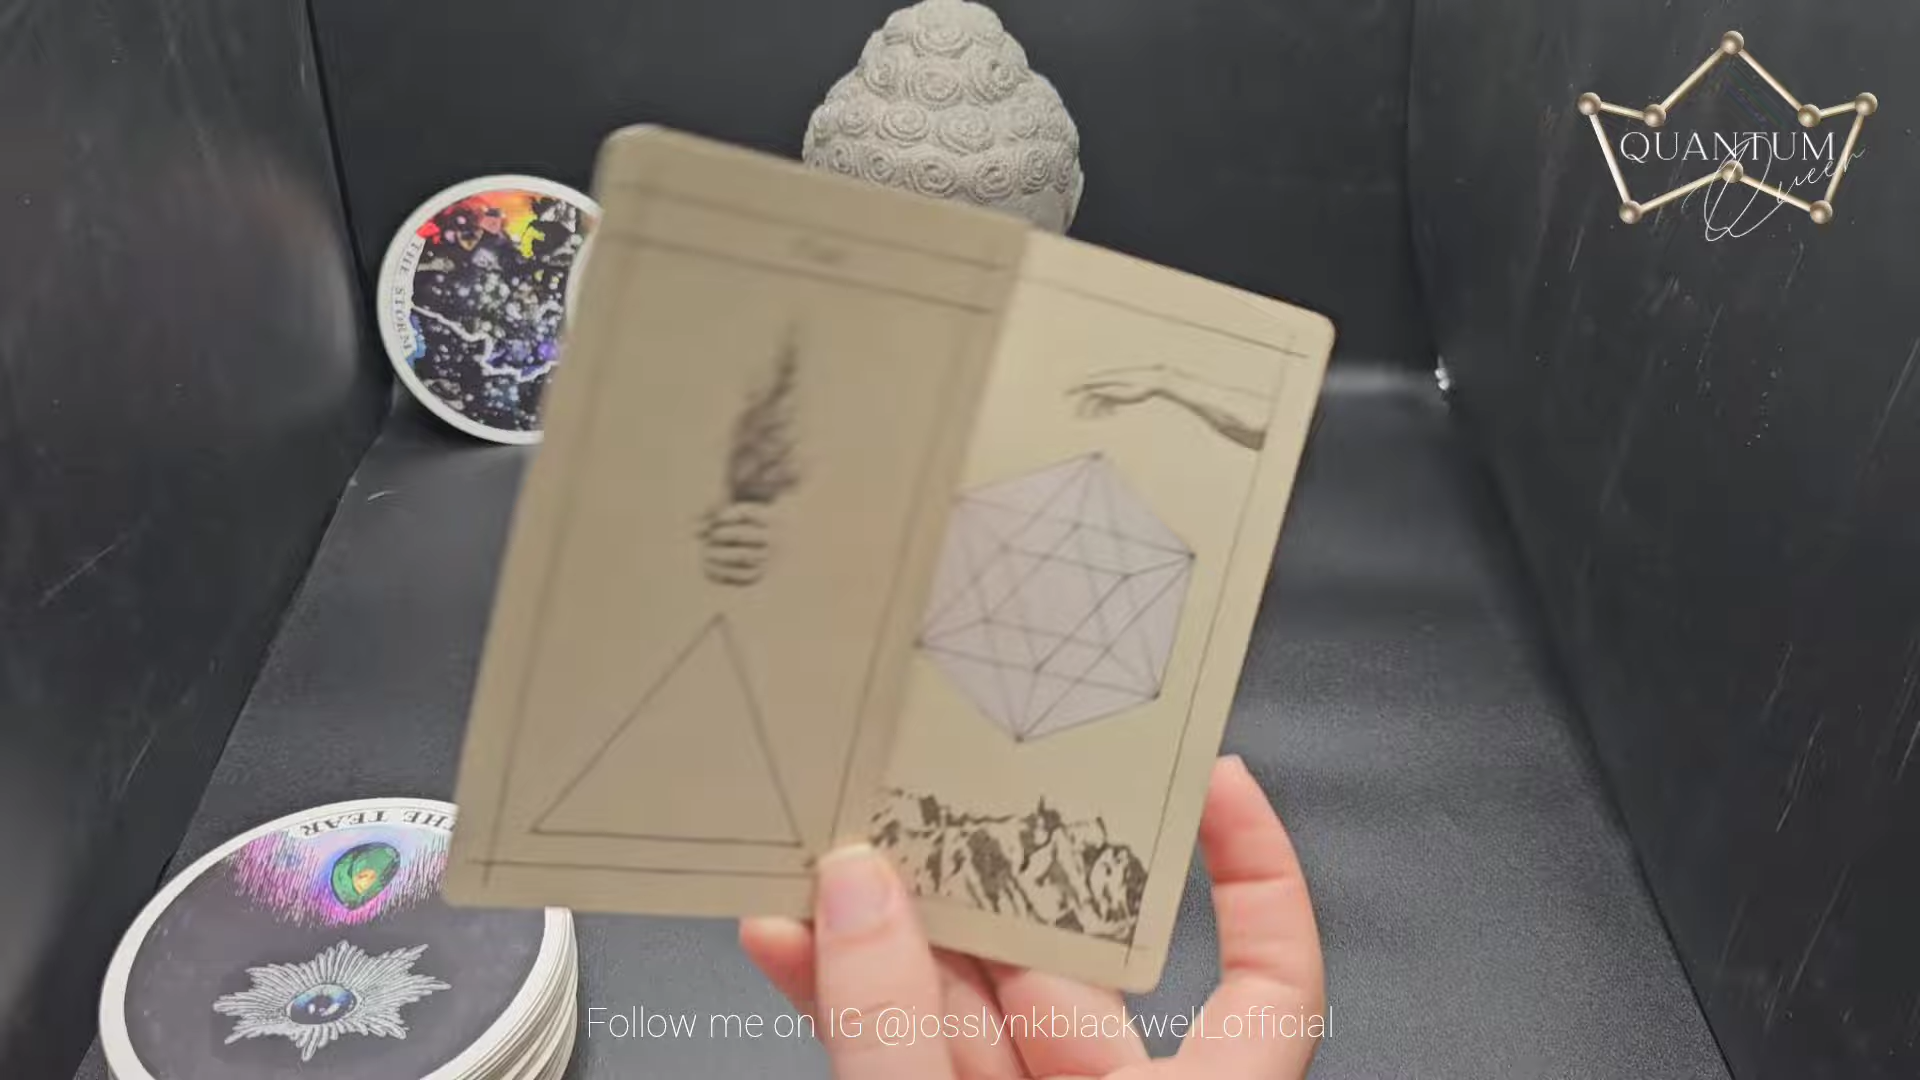 QUANTUM
Queen
THE STORM
THE TEAR
Follow me on IG @josslynkblackwell_official